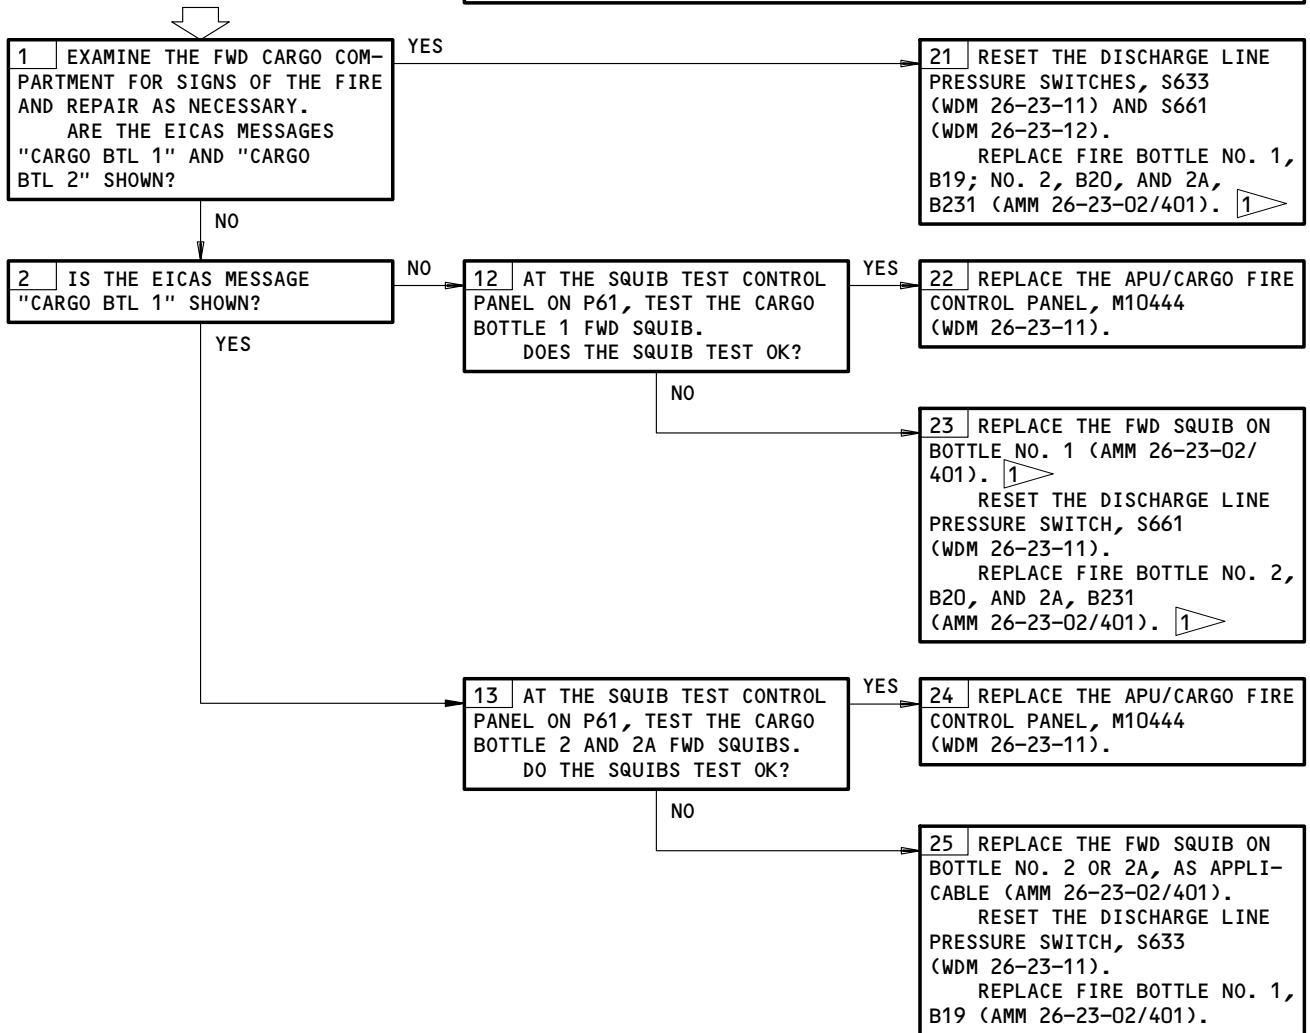 1 EXAMINE THE FWD CARGO COM-
PARTMENT FOR SIGNS OF THE FIRE
AND REPAIR AS NECESSARY.
ARE THE EICAS MESSAGES
"CARGO BTL 1" AND "CARGO
BTL 2" SHOWN?
YES
21 RESET THE DISCHARGE LINE
PRESSURE SWITCHES, S633
(WDM 26-23-11) AND S661
(WDM 26-23-12).
REPLACE FIRE BOTTLE NO. 1,
B19; NO. 2, B20, AND 2A,
B231 (AMM 26-23-02/401). 1
NO
2 IS THE EICAS MESSAGE
"CARGO BTL 1" SHOWN?
NO
12 AT THE SQUIB TEST CONTROL
PANEL ON P61, TEST THE CARGO
BOTTLE 1 FWD SQUIB.
DOES THE SQUIB TEST OK?
YES
22 REPLACE THE APU/CARGO FIRE
CONTROL PANEL, M10444
(WDM 26-23-11).
YES
NO
23 REPLACE THE FWD SQUIB ON
BOTTLE NO. 1 (AMM 26-23-02/
401). 1
RESET THE DISCHARGE LINE
PRESSURE SWITCH, S661
(WDM 26-23-11).
REPLACE FIRE BOTTLE NO. 2,
B20, AND 2A, B231
(AMM 26-23-02/401). 1
13 AT THE SQUIB TEST CONTROL
PANEL ON P61, TEST THE CARGO
BOTTLE 2 AND 2A FWD SQUIBS.
DO THE SQUIBS TEST OK?
YES
24 REPLACE THE APU/CARGO FIRE
CONTROL PANEL, M10444
(WDM 26-23-11).
NO
25 REPLACE THE FWD SQUIB ON
BOTTLE NO. 2 OR 2A, AS APPLI-
CABLE (AMM 26-23-02/401).
RESET THE DISCHARGE LINE
PRESSURE SWITCH, S633
(WDM 26-23-11).
REPLACE FIRE BOTTLE NO. 1,
B19 (AMM 26-23-02/401).